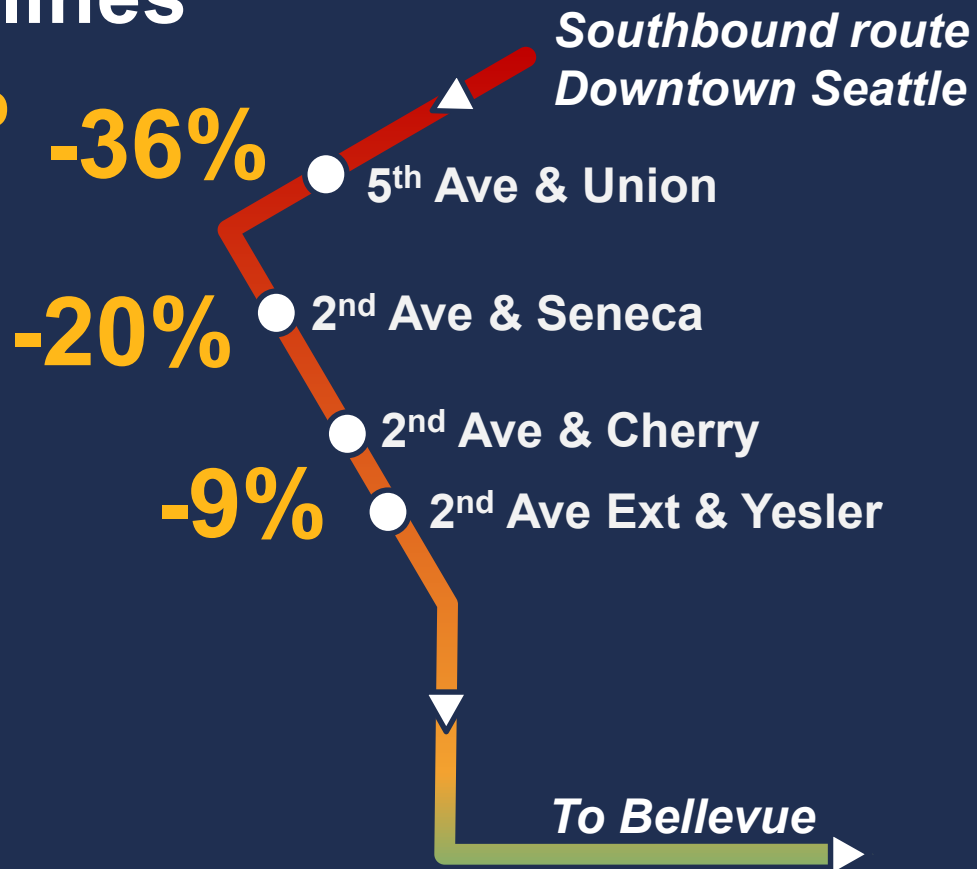 Southbound route
Downtown Seattle
-36%
5th Ave & Union
2nd Ave & Seneca
-20%
2nd Ave & Cherry
-9%
2nd Ave Ext & Yesler
To Bellevue